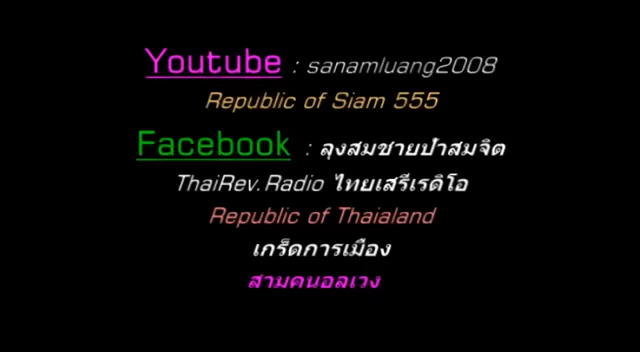 Youtube : sanamluang2008
Republic of Siam 555
Facebook : ลุงสมชายป้าสมจิต
ThaiRev.Radio ไทยเสรีเรดิโอ
Republic of Thaialand
เกร็ดการเมือง
สามคนอลเวง